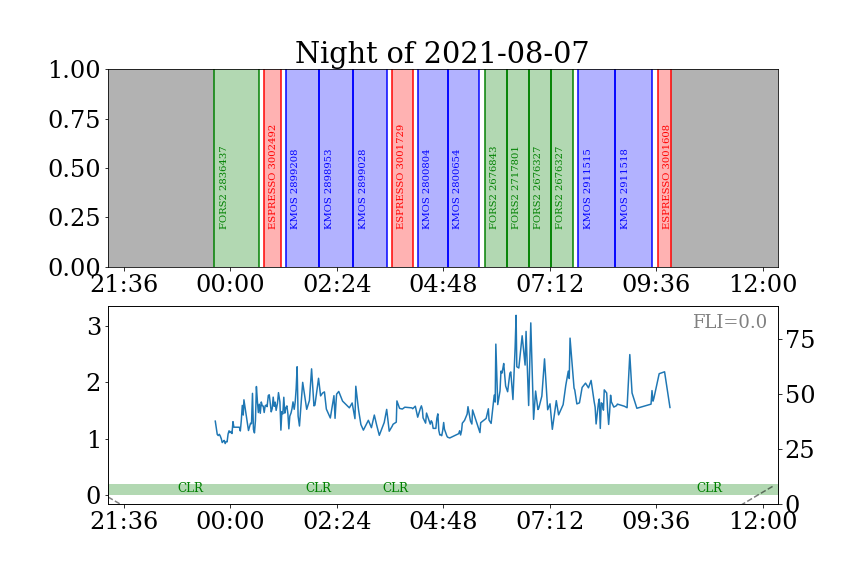 Night of 2021-08-07
1.00
0.75
0.50
0.25
0.00
FORS2 2836437
ESPRESSO 3002492
KMOS 2899208
KMOS 2898953
KMOS 2899028
ESPRESSO 3001729
KMOS 2800804
KMOS 2800654
FORS2 2676843
FORS2 2717801
FORS2 2676327
FORS2 2676327
KMOS 2911515
KMOS 2911518
ESPRESSO 3001608
21:36 00:00 02:24 04:48 07:12 09:36 12:00
FLI=0.0
3
2
1
0
75
50
25
0
CLR CLR CLR CLR
21:36 00:00 02:24 04:48 07:12 09:36 12:00